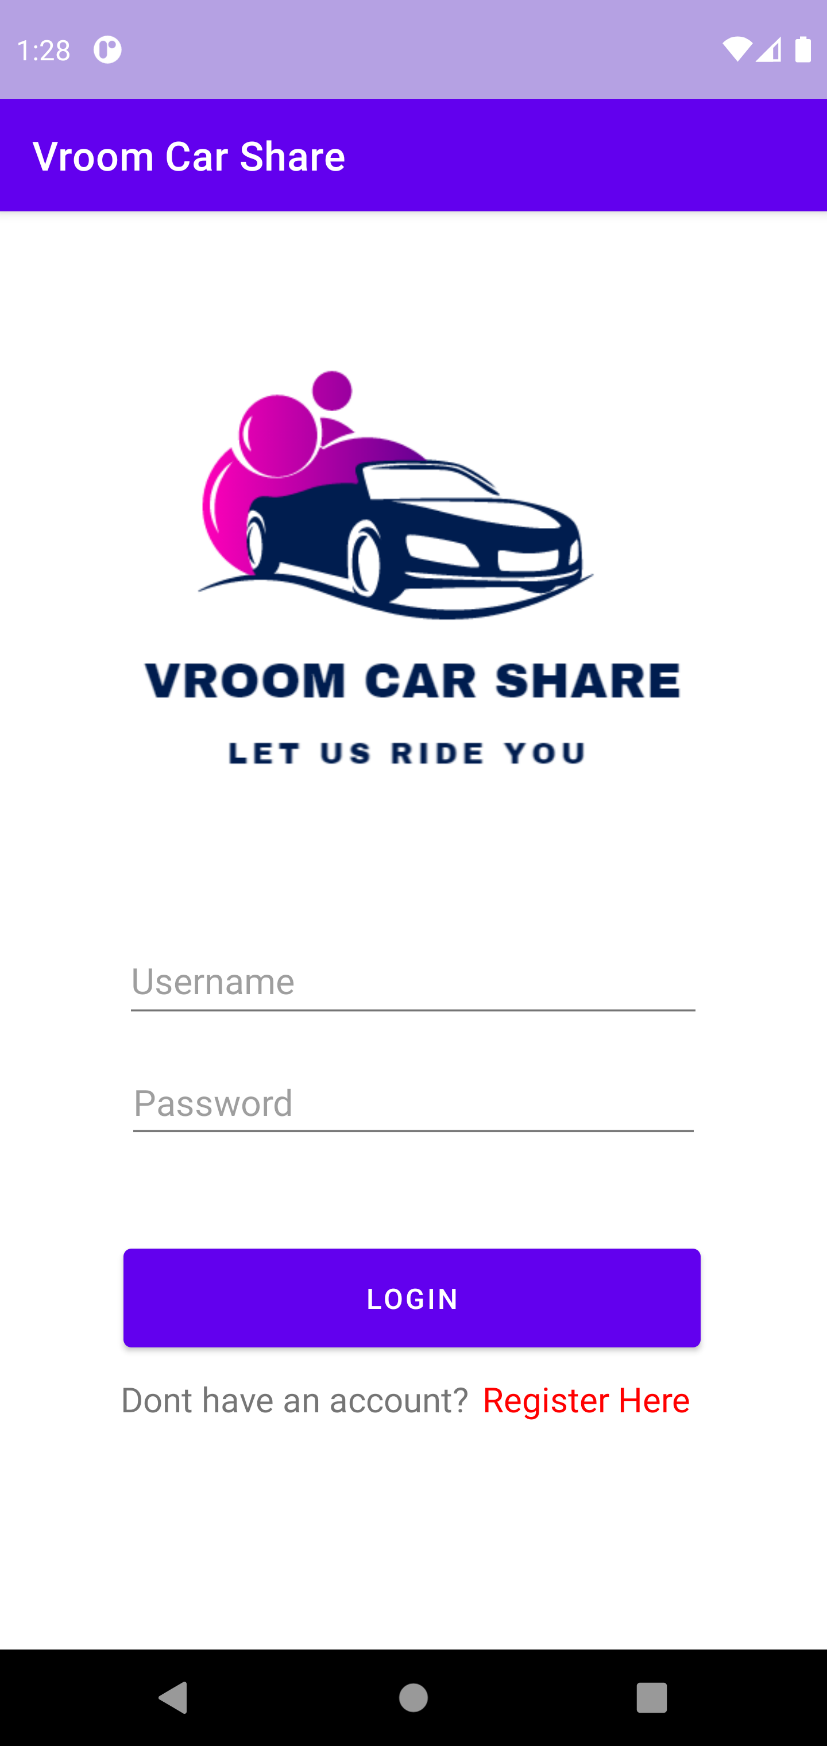 1:28
Vroom Car Share
VROOM CAR SHARE
LET US RIDE YOU
Username
Password
LOGIN
Dont have an account? Register Here